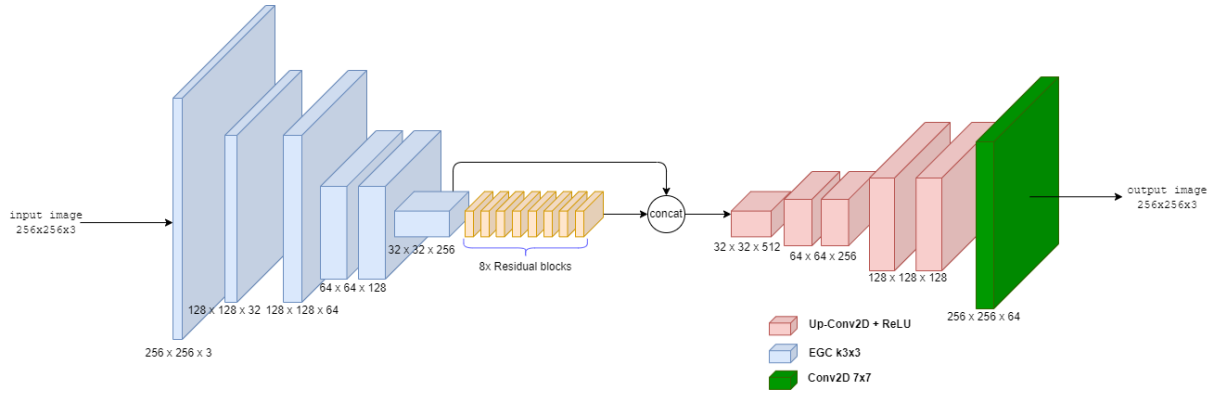 input image
256x256x3
256 x 256 x 3
128 x 128 x 32
128 x 128 x 64
64 x 64 x 128
32 x 32 x 256
8x Residual blocks
concat
32 x 32 x 512
64 x 64 x 256
128 x 128 x 128
256 x 256 x 64
output image
256x256x3
Up-Conv2D + ReLU
EGC k3x3
Conv2D 7x7